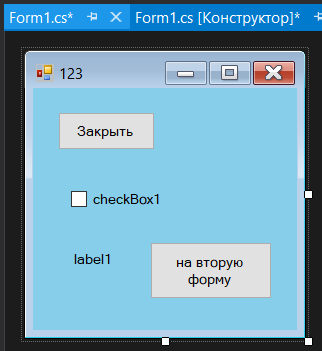 Form1.cs*
Form1.cs [Конструктор]*
123
Закрыть
checkBox1
label1
на вторую
форму